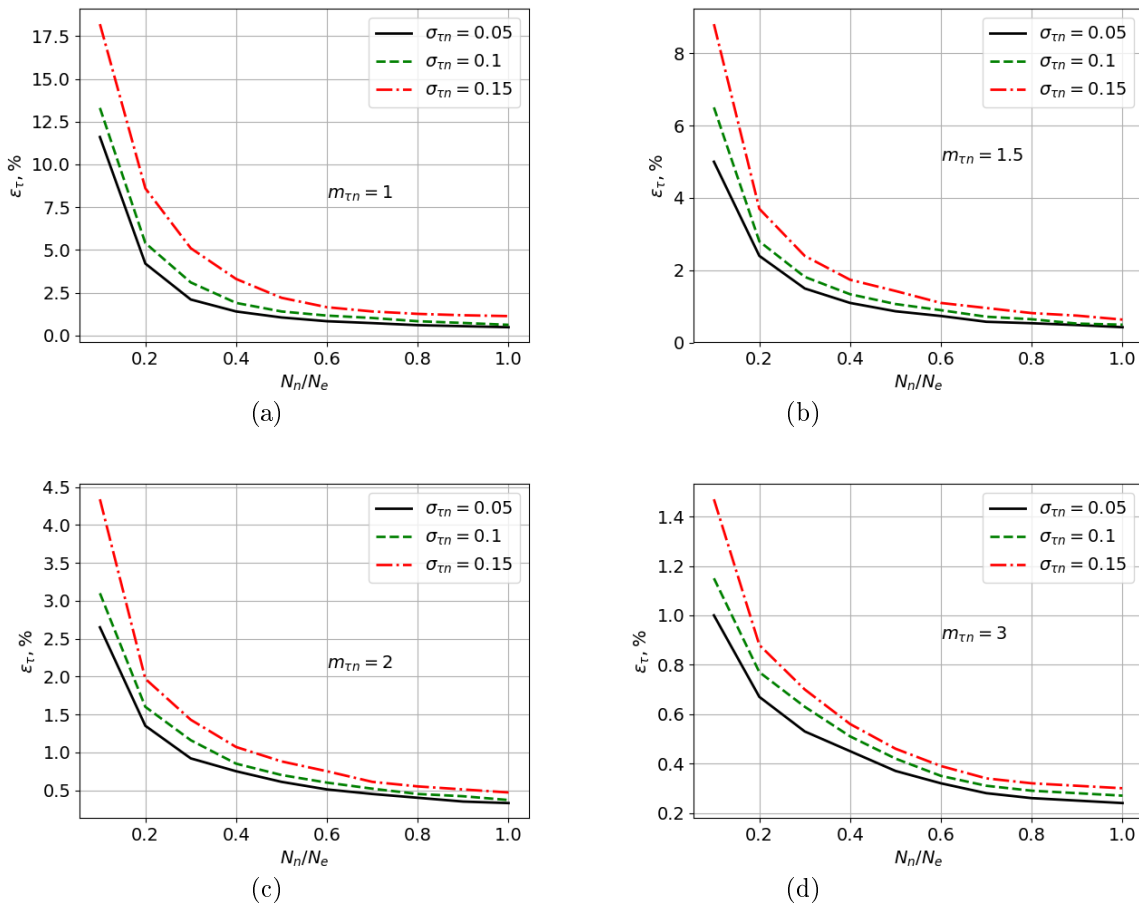 17.5
15.0
12.5
10.0
7.5
5.0
2.5
0.0
ε_τ, %
σ_τn = 0.05
σ_τn = 0.1
σ_τn = 0.15
m_τn = 1
0.2 0.4 0.6 0.8 1.0
N_n/N_e
(a)
8
6
4
2
0
ε_τ, %
σ_τn = 0.05
σ_τn = 0.1
σ_τn = 0.15
m_τn = 1.5
0.2 0.4 0.6 0.8 1.0
N_n/N_e
(b)
4.5
4.0
3.5
3.0
2.5
2.0
1.5
1.0
0.5
ε_τ, %
σ_τn = 0.05
σ_τn = 0.1
σ_τn = 0.15
m_τn = 2
0.2 0.4 0.6 0.8 1.0
N_n/N_e
(c)
1.4
1.2
1.0
0.8
0.6
0.4
0.2
ε_τ, %
σ_τn = 0.05
σ_τn = 0.1
σ_τn = 0.15
m_τn = 3
0.2 0.4 0.6 0.8 1.0
N_n/N_e
(d)